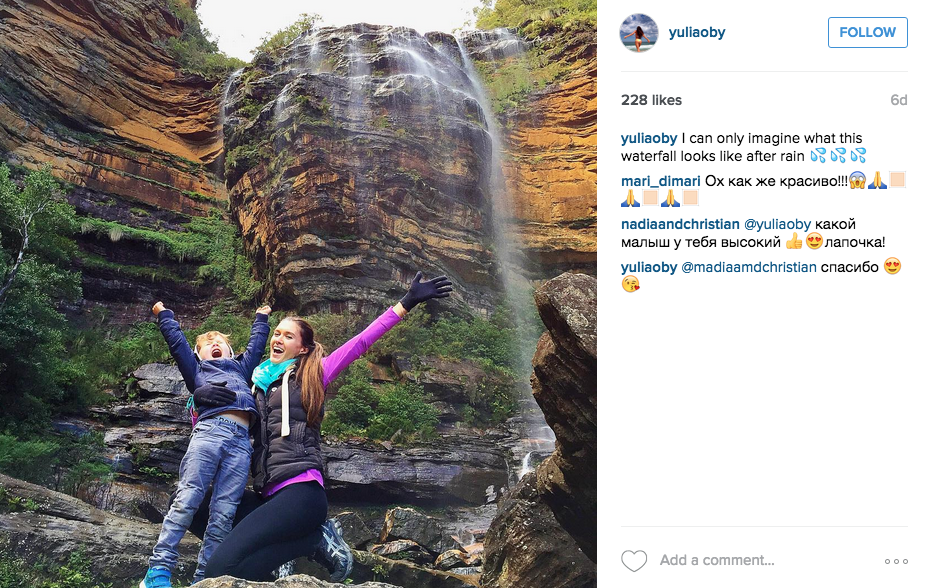 yuliaoby
FOLLOW
228 likes
6d
yuliaoby I can only imagine what this
waterfall looks like after rain 💦💦💦
mari_dimari Ох как же красиво!!!😱🙏🏻
🙏🏻🙏🏻
nadiaandchristian @yuliaoby какой
малыш у тебя высокий 👍😍лапочка!
yuliaoby @madiaamdchristian спасибо 😍
😘
Add a comment...